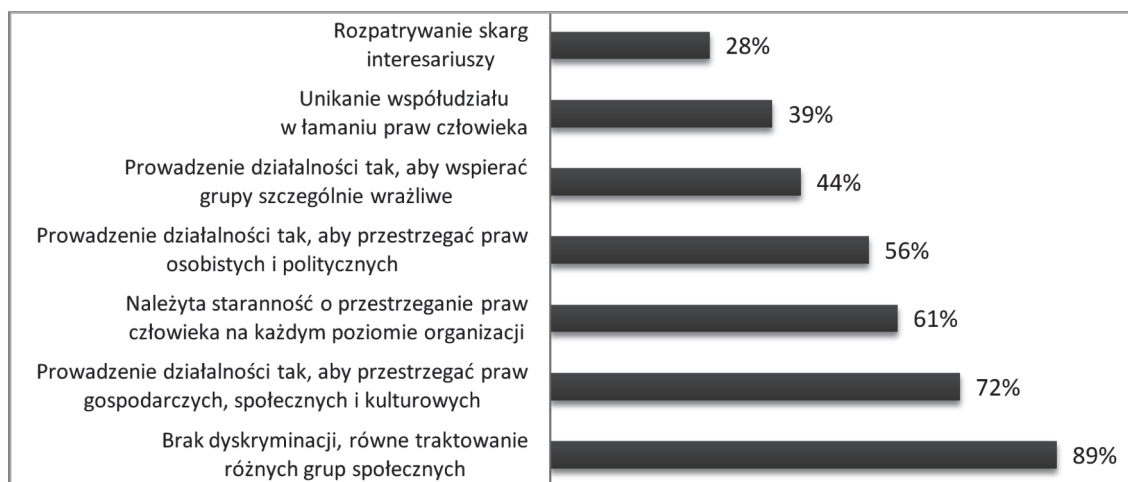 Rozpatrywanie skarg
interesariuszy
28%
Unikanie współudziału
w łamaniu praw człowieka
39%
Prowadzenie działalności tak, aby wspierać
grupy szczególnie wrażliwe
44%
Prowadzenie działalności tak, aby przestrzegać praw
osobistych i politycznych
56%
Należyta staranność o przestrzeganie praw
człowieka na każdym poziomie organizacji
61%
Prowadzenie działalności tak, aby przestrzegać praw
gospodarczych, społecznych i kulturowych
72%
Brak dyskryminacji, równe traktowanie
różnych grup społecznych
89%